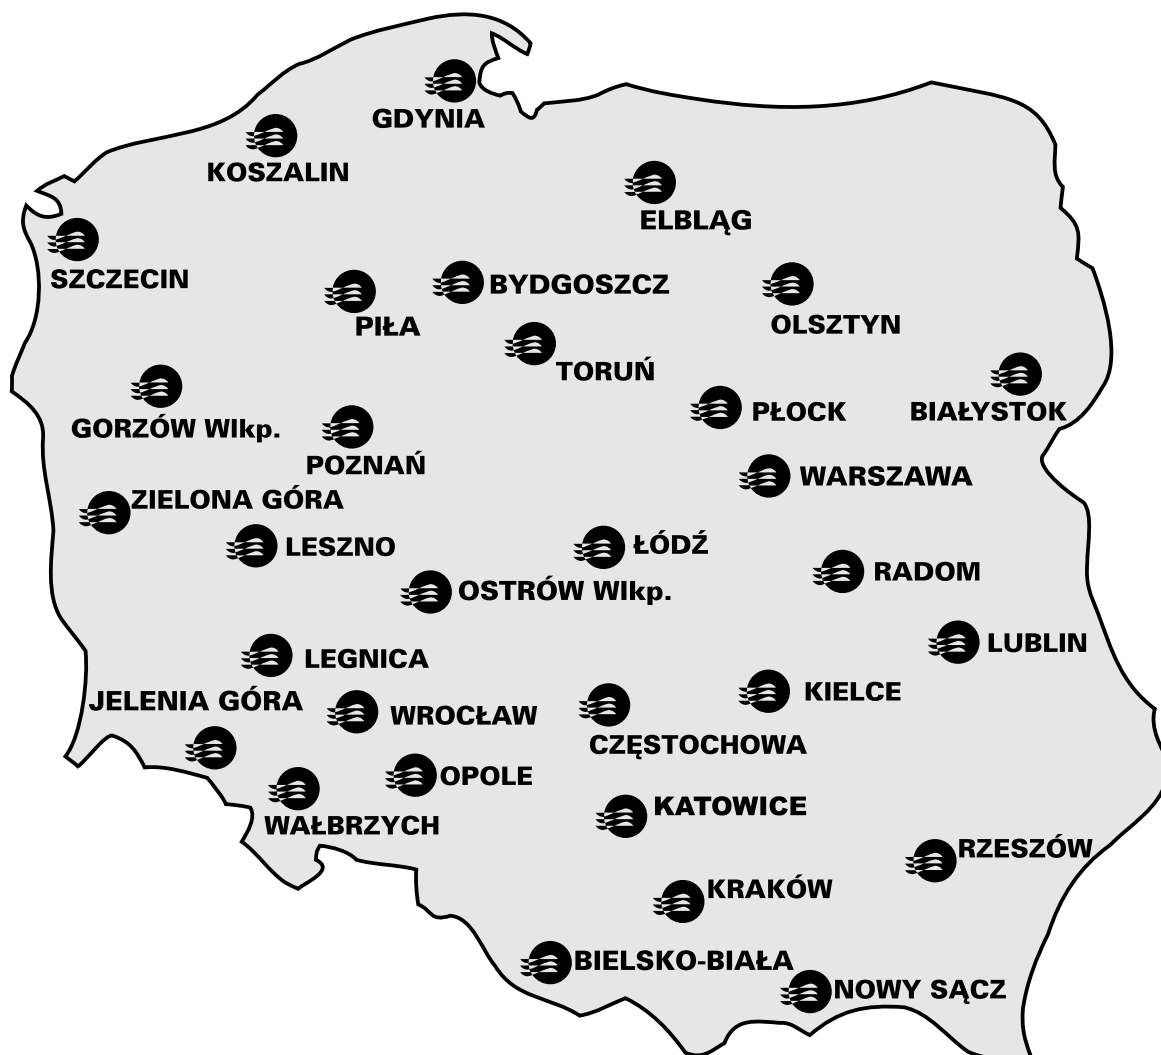 GDYNIA
KOSZALIN
ELBLĄG
SZCZECIN
BYDGOSZCZ
PIŁA
OLSZTYN
TORUŃ
PŁOCK
BIAŁYSTOK
GORZÓW Wlkp.
POZNAŃ
WARSZAWA
ZIELONA GÓRA
LESZNO
ŁÓDŹ
RADOM
OSTRÓW Wlkp.
LUBLIN
LEGNICA
KIELCE
JELENIA GÓRA
WROCŁAW
CZĘSTOCHOWA
OPOLE
KATOWICE
WAŁBRZYCH
RZESZÓW
KRAKÓW
BIELSKO-BIAŁA
NOWY SĄCZ